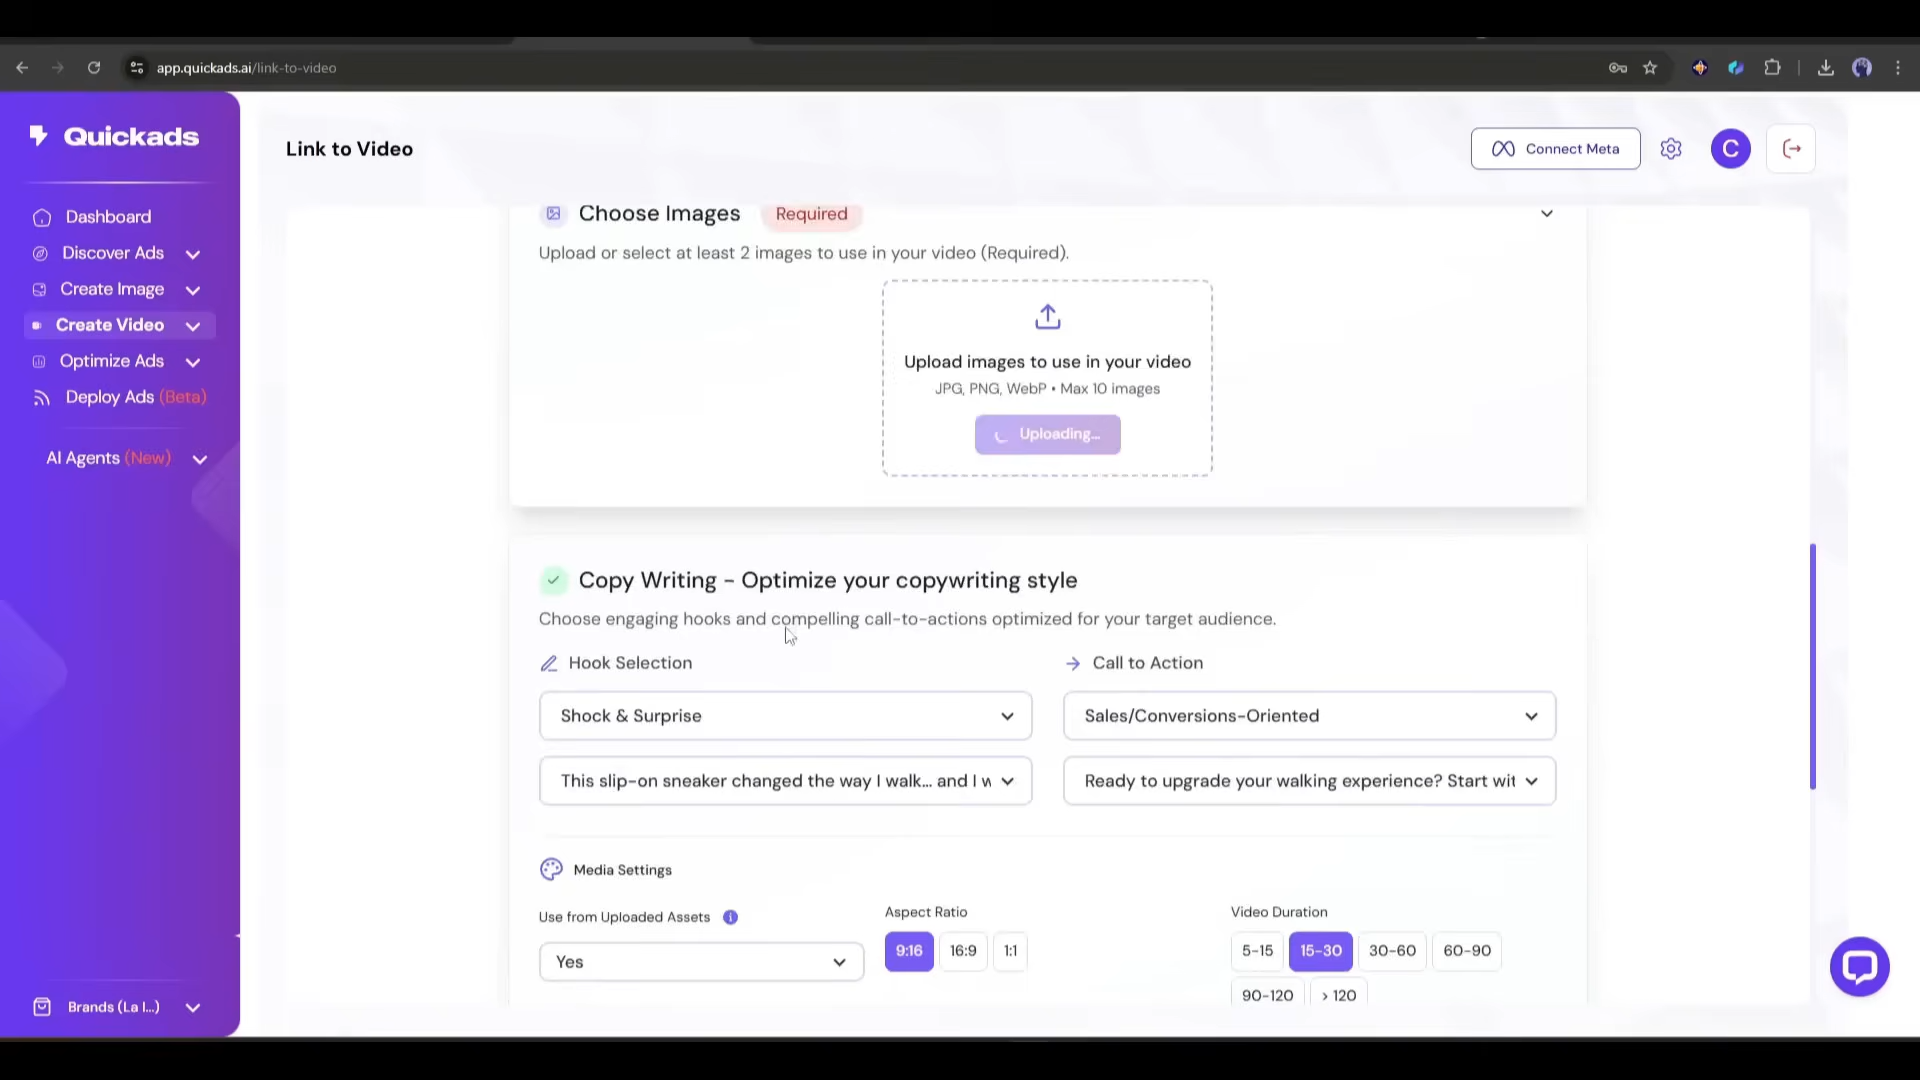 app.quickads.ai/link-to-video
Quickads
Dashboard
Discover Ads
Create Image
Create Video
Optimize Ads
Deploy Ads (Beta)
AI Agents (New)
Brands (La l...)
Link to Video
Connect Meta
C
Choose Images Required
Upload or select at least 2 images to use in your video (Required).
Upload images to use in your video
JPG, PNG, WebP • Max 10 images
Uploading...
Copy Writing - Optimize your copywriting style
Choose engaging hooks and compelling call-to-actions optimized for your target audience.
Hook Selection
Call to Action
Shock & Surprise
Sales/Conversions-Oriented
This slip-on sneaker changed the way I walk... and I w
Ready to upgrade your walking experience? Start wit
Media Settings
Use from Uploaded Assets
Aspect Ratio
Video Duration
Yes
9:16 16:9 1:1
5-15 15-30 30-60 60-90
90-120 > 120